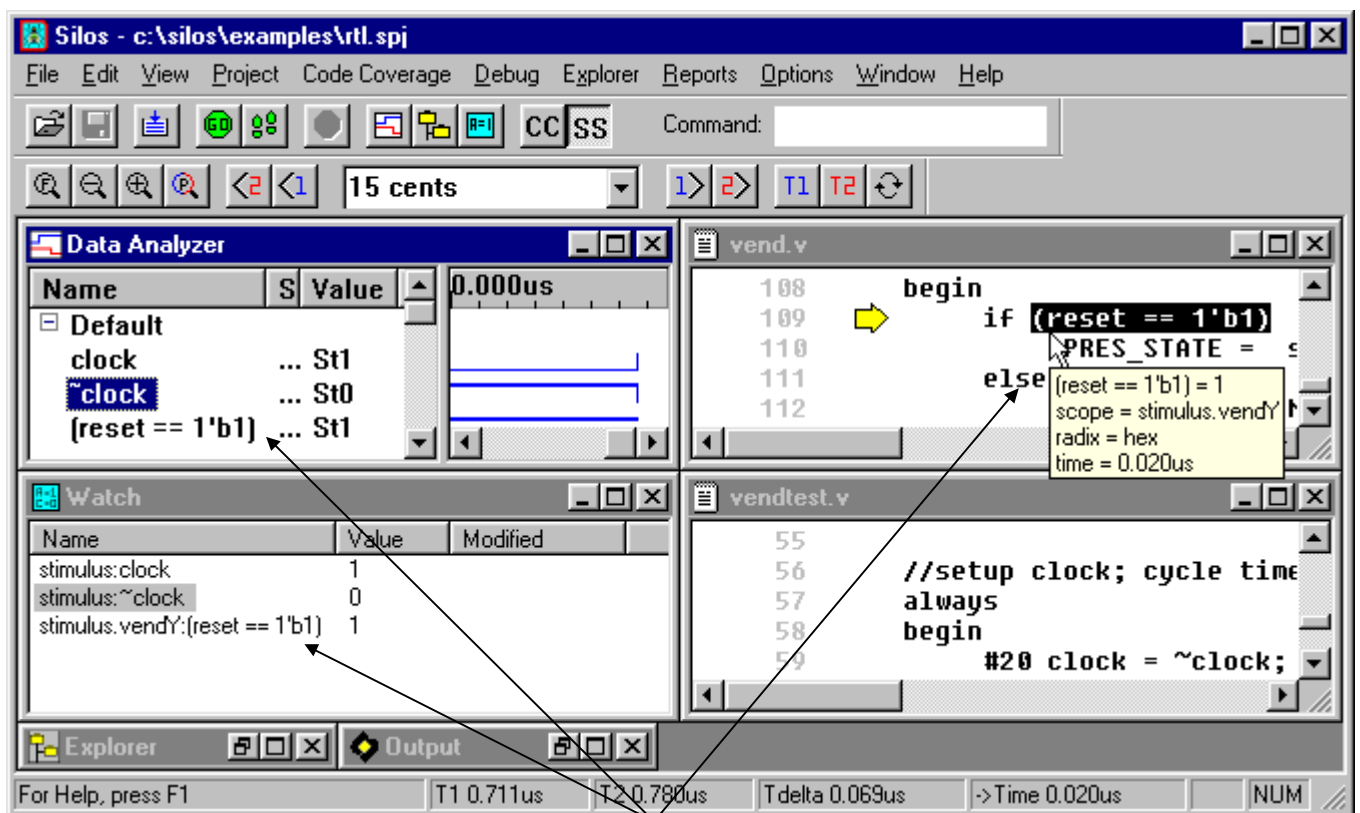 Silos - c:\silos\examples\rtl.spj
File Edit View Project Code Coverage Debug Explorer Reports Options Window Help
GO CC SS Command:
F P <2 <1 15 cents 1> 2> T1 T2
Data Analyzer
Name S Value 0.000us
Default
clock ... St1
~clock ... St0
(reset == 1'b1) ... St1
vend.v
108 begin
109 if (reset == 1'b1)
110 PRES_STATE =
111 else
112
(reset == 1'b1) = 1
scope = stimulus.vendY
radix = hex
time = 0.020us
Watch
Name Value Modified
stimulus:clock 1
stimulus:~clock 0
stimulus.vendY:(reset == 1'b1) 1
vendtest.v
55
56 //setup clock; cycle time
57 always
58 begin
59 #20 clock = ~clock;
Explorer Output
For Help, press F1 T1 0.711us T2 0.780us Tdelta 0.069us ->Time 0.020us NUM